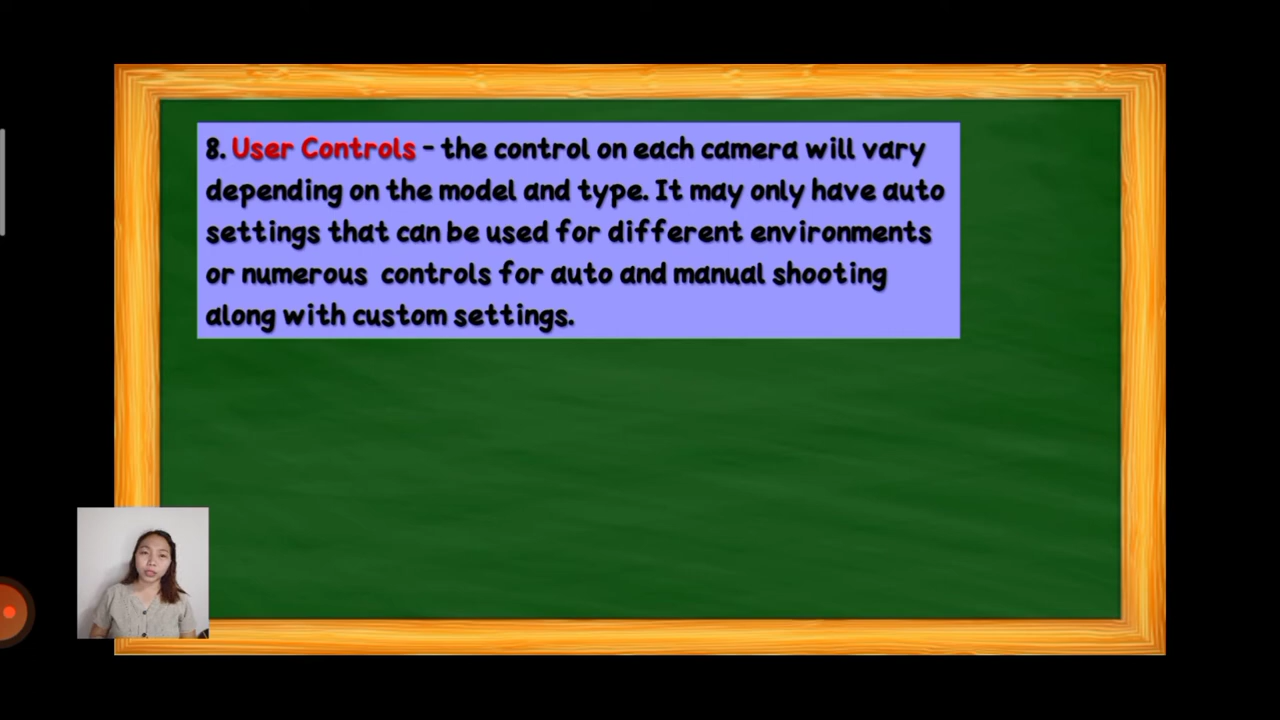 8. User Controls - the control on each camera will vary
depending on the model and type. It may only have auto
settings that can be used for different environments
or numerous controls for auto and manual shooting
along with custom settings.